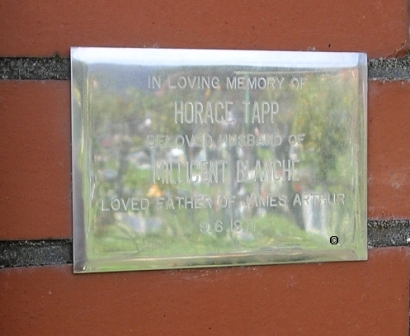 IN LOVING MEMORY OF
HORACE TAPP
BELOVED HUSBAND OF
MILLICENT BLANCHE
LOVED FATHER OF JAMES ARTHUR